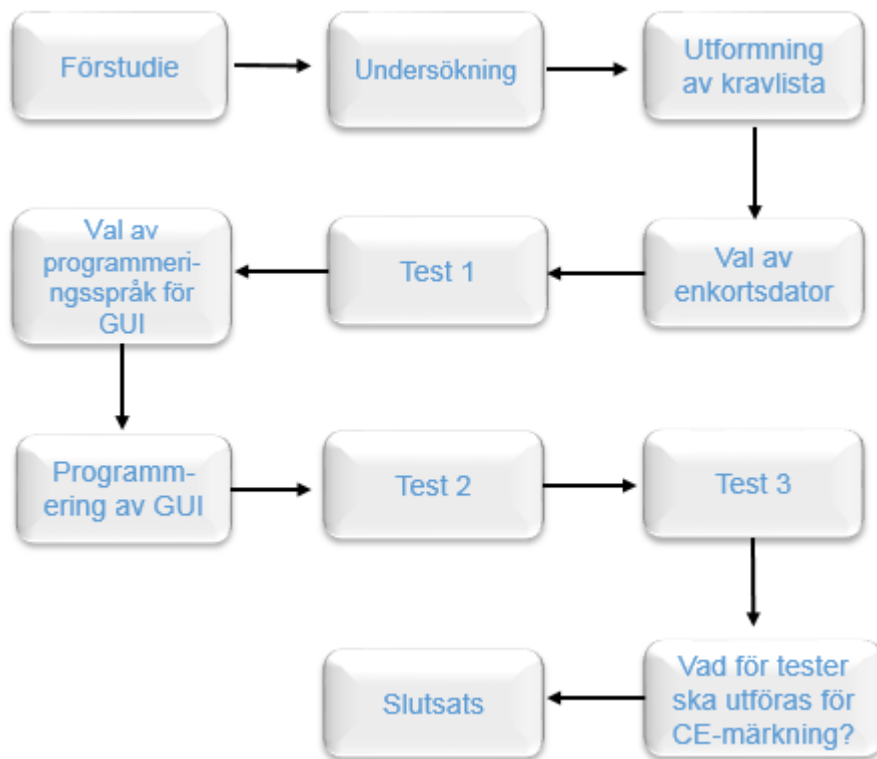 Förstudie
Undersökning
Utformning
av kravlista
Val av
enkortsdator
Test 1
Val av
programmeri-
ngsspråk för
GUI
Programm-
ering av GUI
Test 2
Test 3
Vad för tester
ska utföras för
CE-märkning?
Slutsats